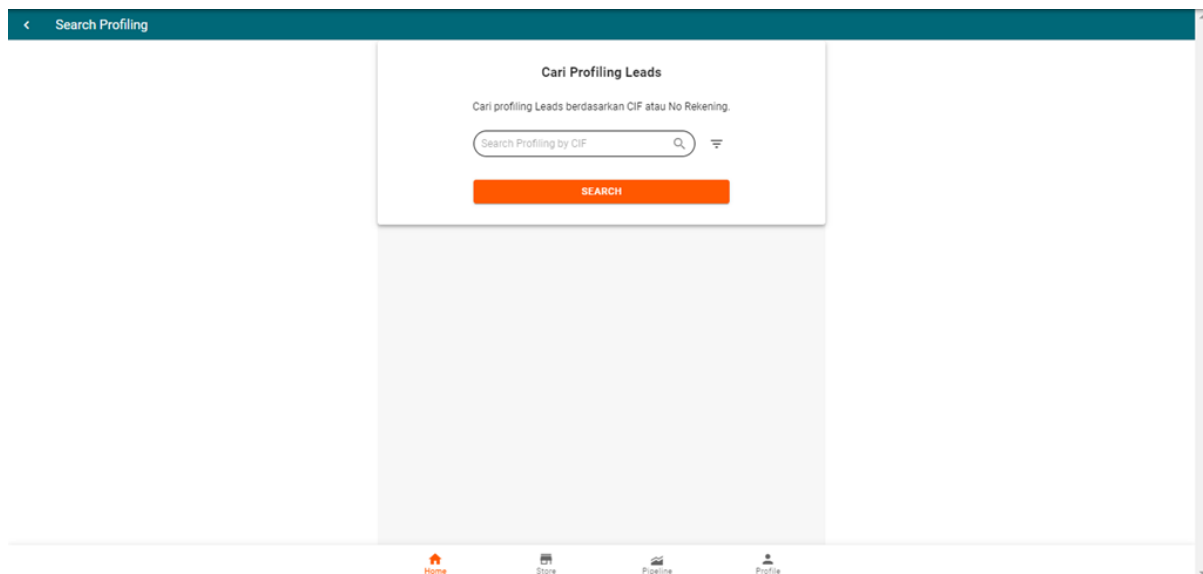 Search Profiling
Cari Profiling Leads
Cari profiling Leads berdasarkan CIF atau No Rekening.
Search Profiling by CIF
SEARCH
Home
Store
Pipeline
Profile